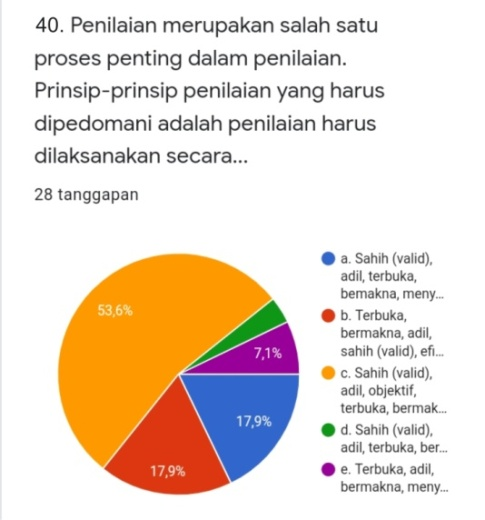 40. Penilaian merupakan salah satu
proses penting dalam penilaian.
Prinsip-prinsip penilaian yang harus
dipedomani adalah penilaian harus
dilaksanakan secara...
28 tanggapan
53,6%
7,1%
17,9%
17,9%
a. Sahih (valid),
adil, terbuka,
bemakna, meny...
b. Terbuka,
bermakna, adil,
sahih (valid), efi...
c. Sahih (valid),
adil, objektif,
terbuka, bermak...
d. Sahih (valid),
adil, terbuka, ber...
e. Terbuka, adil,
bermakna, meny...